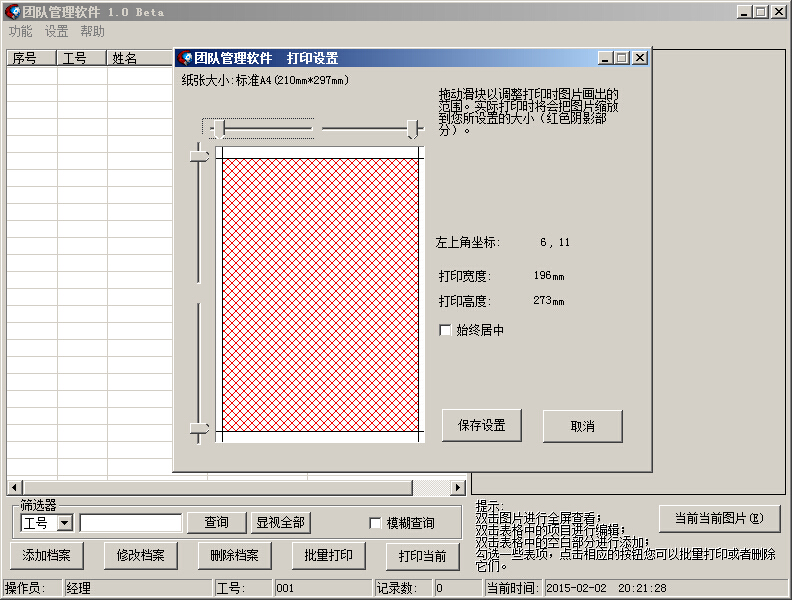 团队管理软件 1.0 Beta
功能 设置 帮助
序号 工号 姓名
团队管理软件 打印设置
纸张大小:标准A4(210mm*297mm)
拖动滑块以调整打印时图片画出的
范围。实际打印时将会把图片缩放
到您所设置的大小（红色阴影部
分）。
左上角坐标: 6 , 11
打印宽度: 196mm
打印高度: 273mm
始终居中
保存设置 取消
筛选器
工号 查询 显视全部 模糊查询
添加档案 修改档案 删除档案 批量打印 打印当前
提示:
双击图片进行全屏查看;
双击表格中的项目进行编辑;
双击表格中的空白部分进行添加;
勾选一些表项，点击相应的按钮您可以批量打印或者删除
它们。
当前当前图片(E)
操作员: 经理 工号: 001 记录数: 0 当前时间: 2015-02-02 20:21:28